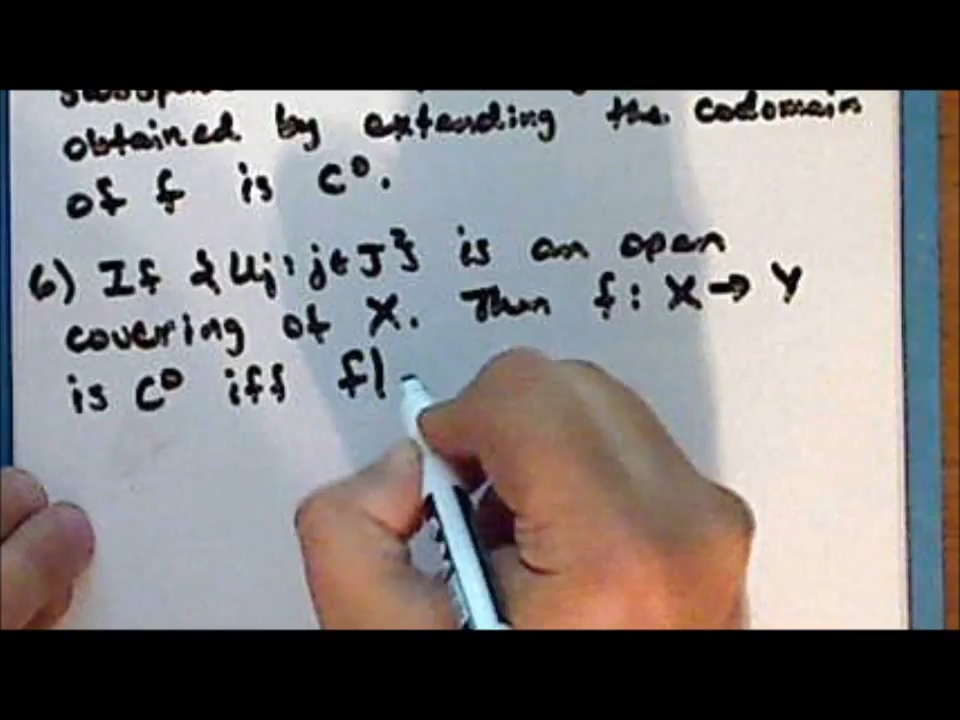 obtained by extending the codomain
of f is C⁰.
6) If {Uj : j∈J} is an open
covering of X. Then f : X → Y
is C⁰ iff f|